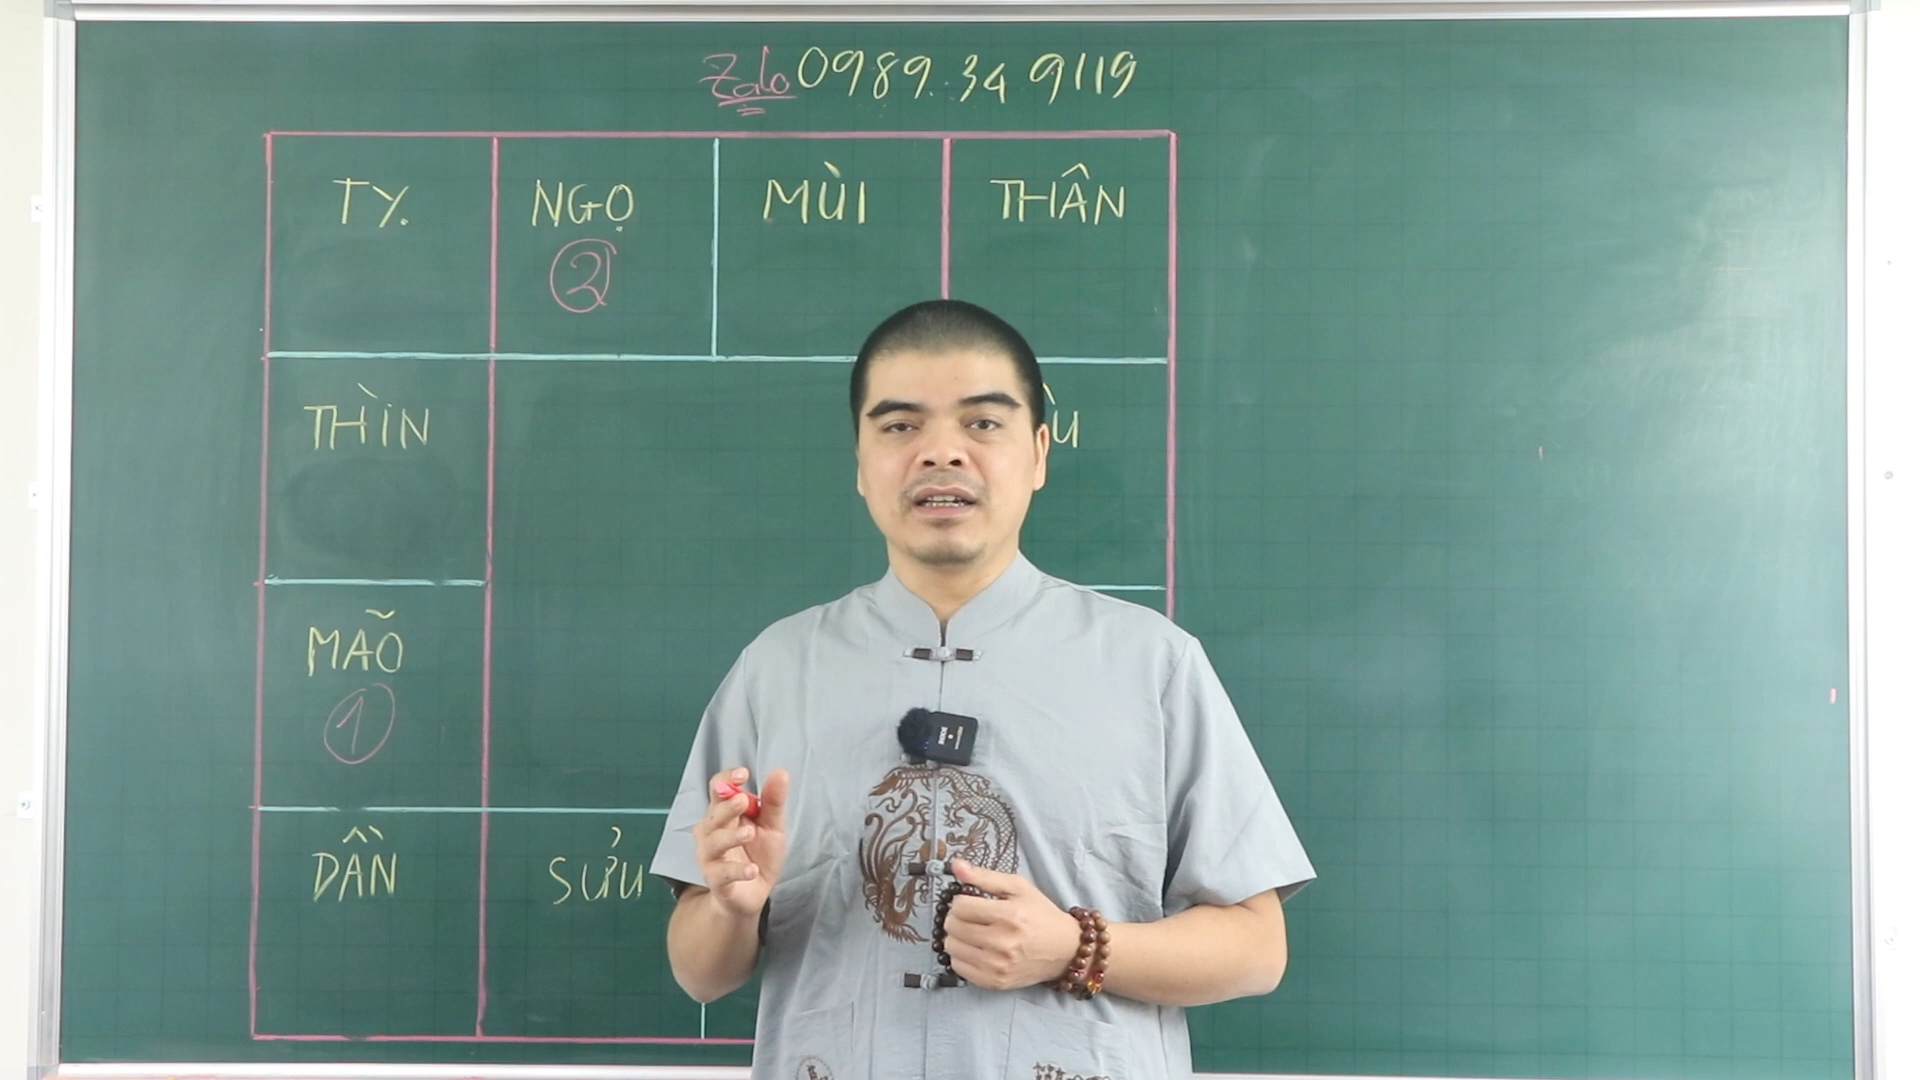 Zalo 0989.34 9119
TY. NGỌ MÙI THÂN
②
THÌN
MÃO
①
DẦN SỬU